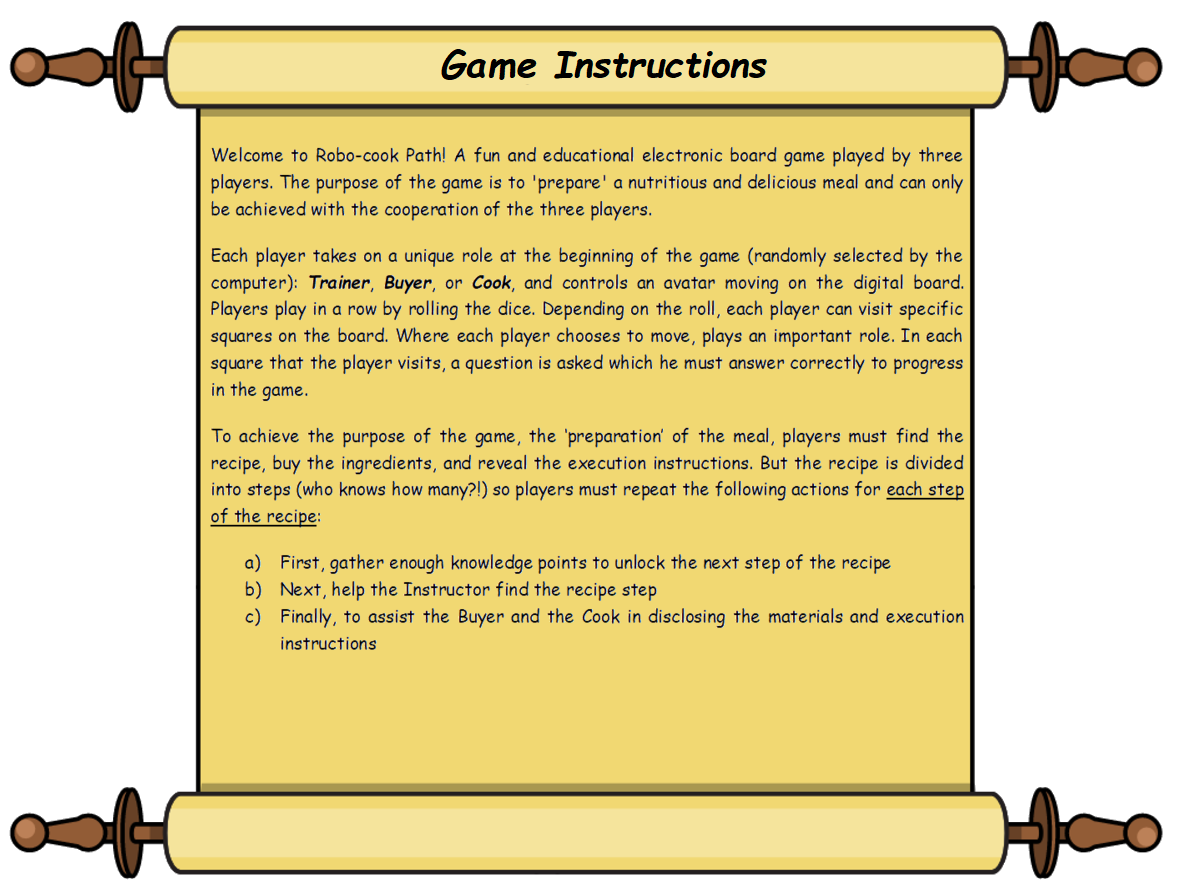 Game Instructions
Welcome to Robo-cook Path! A fun and educational electronic board game played by three
players. The purpose of the game is to 'prepare' a nutritious and delicious meal and can only
be achieved with the cooperation of the three players.
Each player takes on a unique role at the beginning of the game (randomly selected by the
computer): Trainer, Buyer, or Cook, and controls an avatar moving on the digital board.
Players play in a row by rolling the dice. Depending on the roll, each player can visit specific
squares on the board. Where each player chooses to move, plays an important role. In each
square that the player visits, a question is asked which he must answer correctly to progress
in the game.
To achieve the purpose of the game, the ‘preparation’ of the meal, players must find the
recipe, buy the ingredients, and reveal the execution instructions. But the recipe is divided
into steps (who knows how many?!) so players must repeat the following actions for each step
of the recipe:
a) First, gather enough knowledge points to unlock the next step of the recipe
b) Next, help the Instructor find the recipe step
c) Finally, to assist the Buyer and the Cook in disclosing the materials and execution
instructions